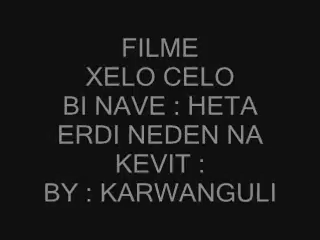 FILME
XELO CELO
BI NAVE : HETA
ERDI NEDEN NA
KEVIT :
BY : KARWANGULI